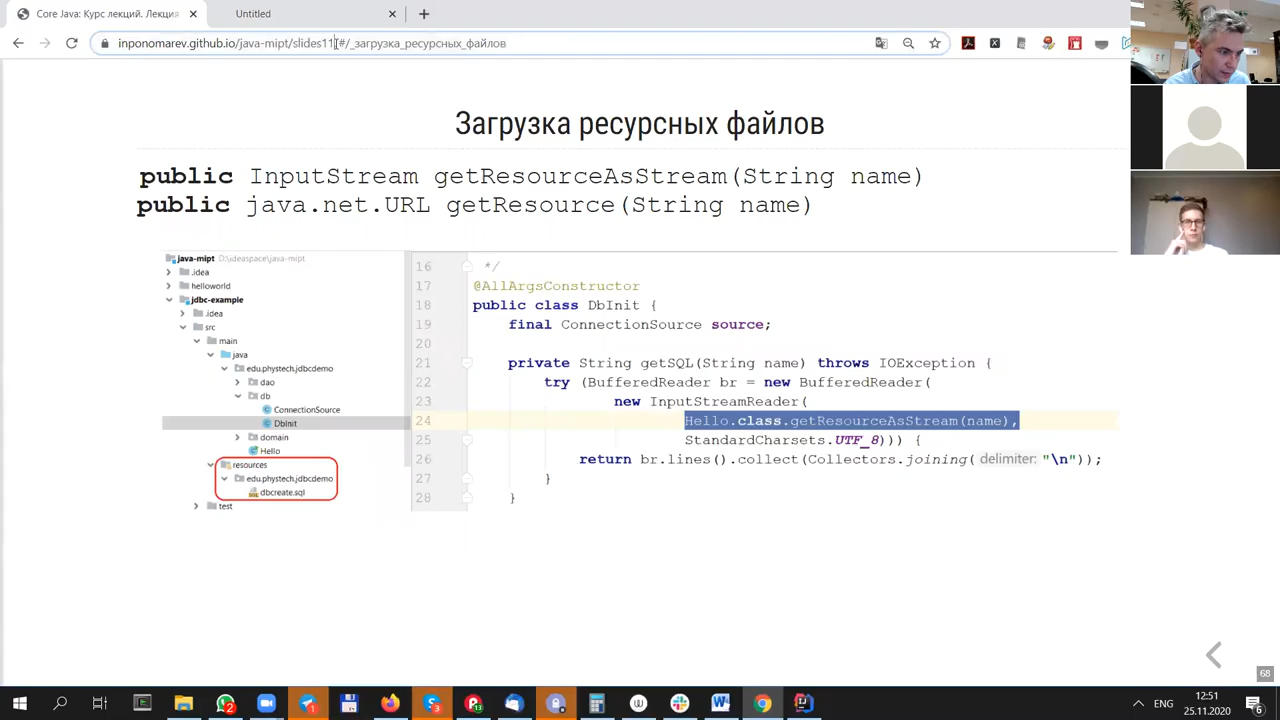 Core Java: Курс лекций. Лекция
Untitled
inponomarev.github.io/java-mipt/slides11/#/_загрузка_ресурсных_файлов
Загрузка ресурсных файлов
public InputStream getResourceAsStream(String name)
public java.net.URL getResource(String name)
java-mipt D:\ideaspace\java-mipt
.idea
helloworld
jdbc-example
.idea
src
main
java
edu.phystech.jdbcdemo
dao
db
ConnectionSource
DbInit
domain
Hello
resources
edu.phystech.jdbcdemo
dbcreate.sql
test
16 */
17 @AllArgsConstructor
18 public class DbInit {
19 final ConnectionSource source;
20
21 private String getSQL(String name) throws IOException {
22 try (BufferedReader br = new BufferedReader(
23 new InputStreamReader(
24 Hello.class.getResourceAsStream(name),
25 StandardCharsets.UTF_8))) {
26 return br.lines().collect(Collectors.joining( delimiter: "\n"));
27 }
28 }
68
ENG
12:51
25.11.2020